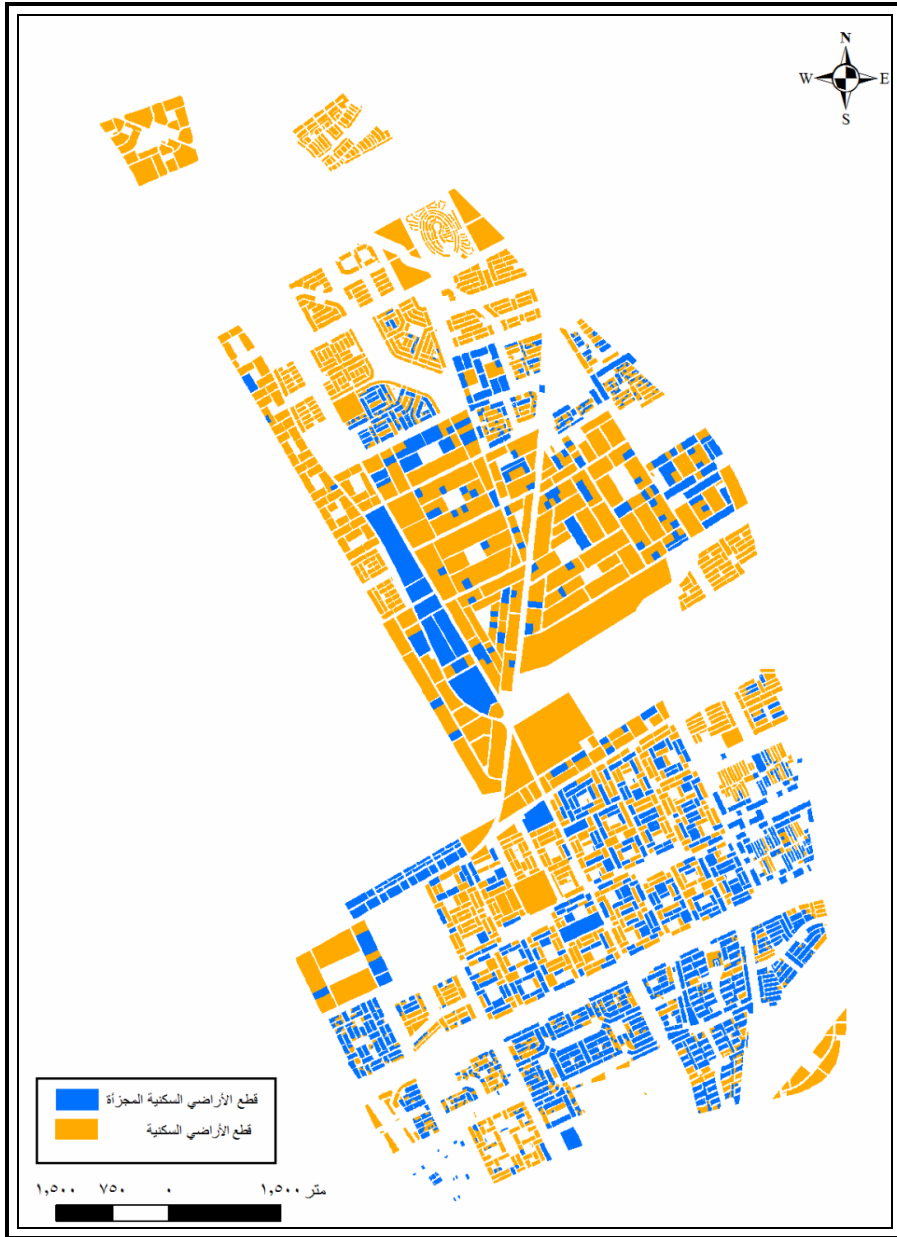 N
W E
S
قطع الأراضي السكنية المجزأة
قطع الأراضي السكنية
١,٥٠٠ ٧٥٠ ٠ ١,٥٠٠ متر